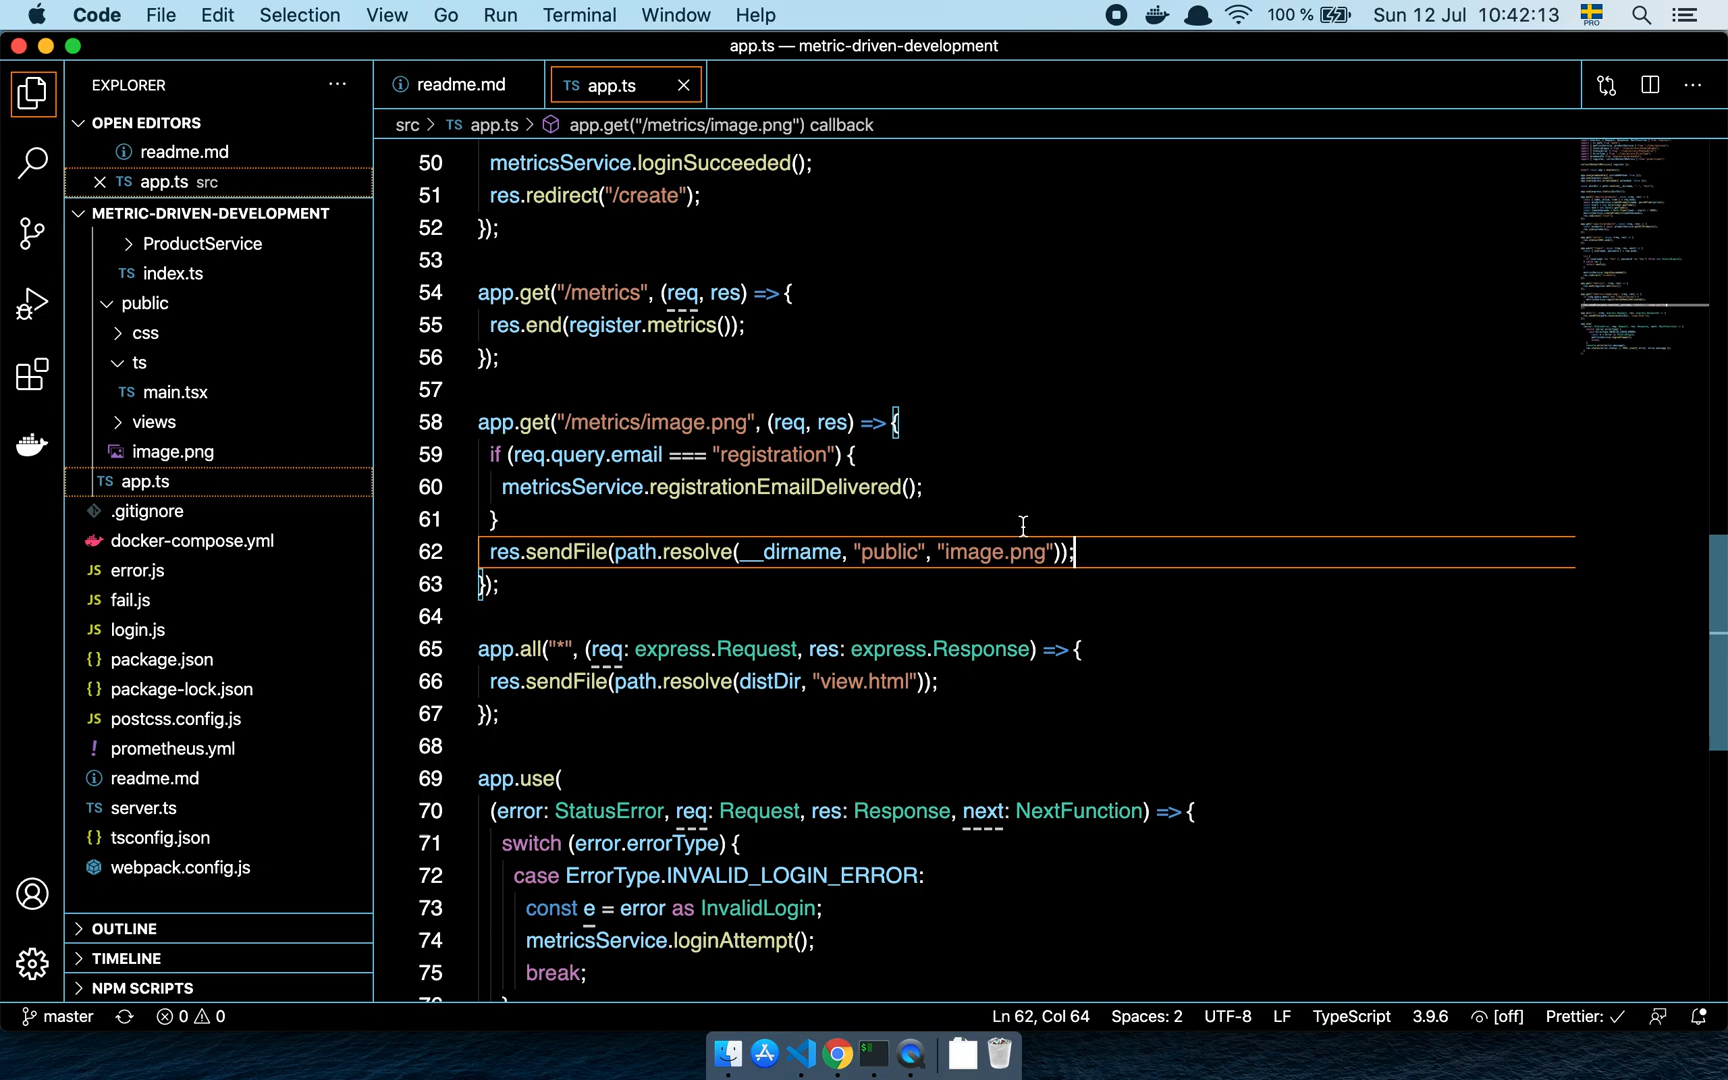 Code File Edit Selection View Go Run Terminal Window Help 100 % Sun 12 Jul 10:42:13 PRO
app.ts — metric-driven-development
EXPLORER ···
OPEN EDITORS
readme.md
TS app.ts src
METRIC-DRIVEN-DEVELOPMENT
ProductService
TS index.ts
public
css
ts
TS main.tsx
views
image.png
TS app.ts
.gitignore
docker-compose.yml
JS error.js
JS fail.js
JS login.js
{} package.json
{} package-lock.json
JS postcss.config.js
! prometheus.yml
readme.md
TS server.ts
{} tsconfig.json
webpack.config.js
OUTLINE
TIMELINE
NPM SCRIPTS
readme.md TS app.ts ···
src > TS app.ts > app.get("/metrics/image.png") callback
50 metricsService.loginSucceeded();
51 res.redirect("/create");
52 });
53
54 app.get("/metrics", (req, res) => {
55 res.end(register.metrics());
56 });
57
58 app.get("/metrics/image.png", (req, res) => {
59 if (req.query.email === "registration") {
60 metricsService.registrationEmailDelivered();
61 }
62 res.sendFile(path.resolve(__dirname, "public", "image.png"));
63 });
64
65 app.all("*", (req: express.Request, res: express.Response) => {
66 res.sendFile(path.resolve(distDir, "view.html"));
67 });
68
69 app.use(
70 (error: StatusError, req: Request, res: Response, next: NextFunction) => {
71 switch (error.errorType) {
72 case ErrorType.INVALID_LOGIN_ERROR:
73 const e = error as InvalidLogin;
74 metricsService.loginAttempt();
75 break;
master 0 0 Ln 62, Col 64 Spaces: 2 UTF-8 LF TypeScript 3.9.6 [off] Prettier: ✓